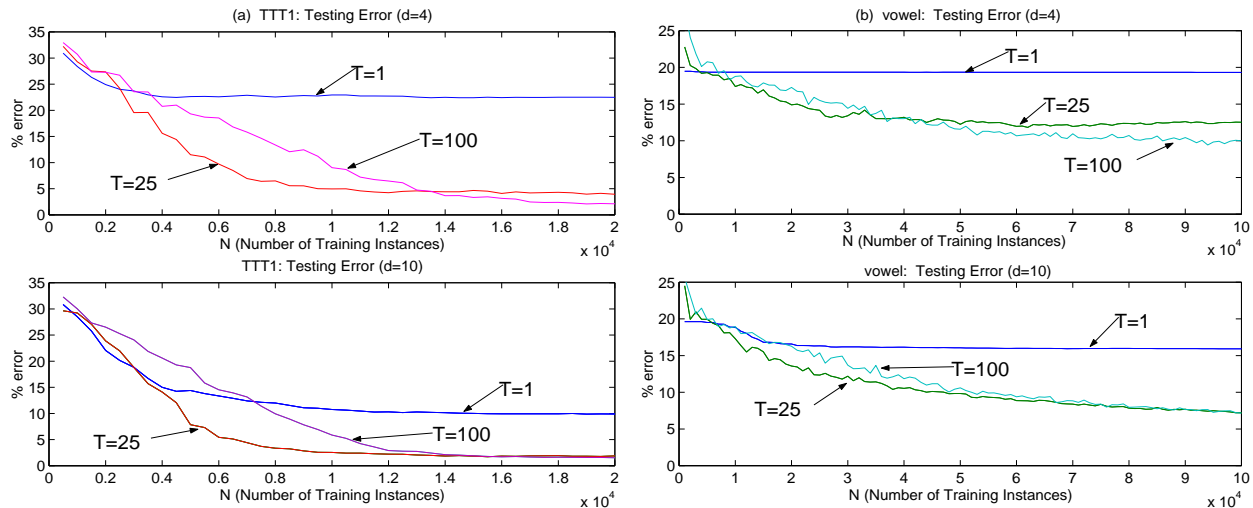 (a) TTT1: Testing Error (d=4)
35
30
25
20
15
10
5
0
% error
T=1
T=100
T=25
0 0.2 0.4 0.6 0.8 1 1.2 1.4 1.6 1.8 2
N (Number of Training Instances)
x 10^4
(b) vowel: Testing Error (d=4)
25
20
15
10
5
0
% error
T=1
T=25
T=100
0 1 2 3 4 5 6 7 8 9 10
N (Number of Training Instances)
x 10^4
TTT1: Testing Error (d=10)
35
30
25
20
15
10
5
0
% error
T=1
T=100
T=25
0 0.2 0.4 0.6 0.8 1 1.2 1.4 1.6 1.8 2
N (Number of Training Instances)
x 10^4
vowel: Testing Error (d=10)
25
20
15
10
5
0
% error
T=1
T=100
T=25
0 1 2 3 4 5 6 7 8 9 10
N (Number of Training Instances)
x 10^4